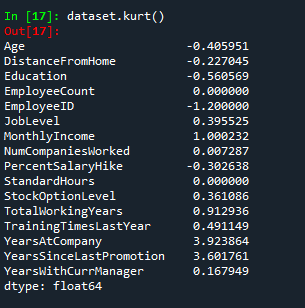 In [17]: dataset.kurt()
Out[17]:
Age -0.405951
DistanceFromHome -0.227045
Education -0.560569
EmployeeCount 0.000000
EmployeeID -1.200000
JobLevel 0.395525
MonthlyIncome 1.000232
NumCompaniesWorked 0.007287
PercentSalaryHike -0.302638
StandardHours 0.000000
StockOptionLevel 0.361086
TotalWorkingYears 0.912936
TrainingTimesLastYear 0.491149
YearsAtCompany 3.923864
YearsSinceLastPromotion 3.601761
YearsWithCurrManager 0.167949
dtype: float64